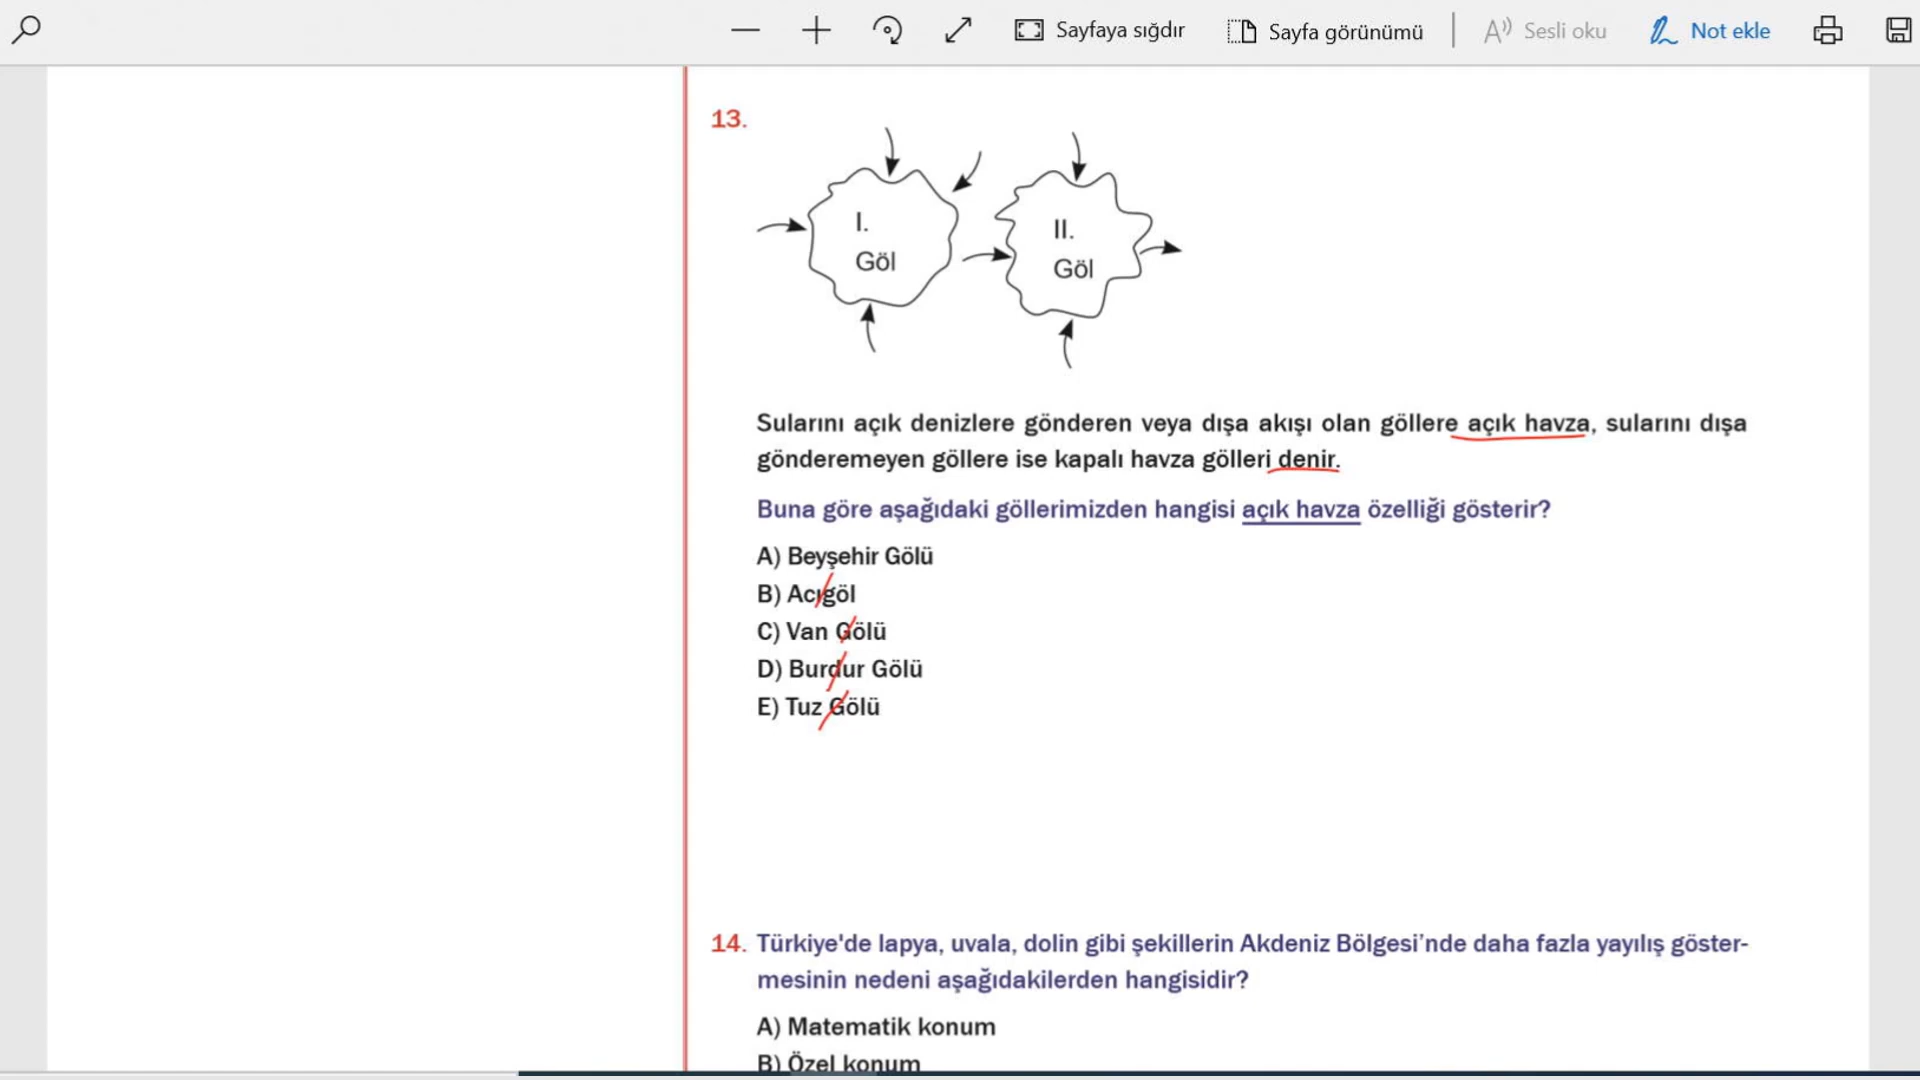 Sayfaya sığdır
Sayfa görünümü
Sesli oku
Not ekle
13.
I.
Göl
II.
Göl
Sularını açık denizlere gönderen veya dışa akışı olan göllere açık havza, sularını dışa
gönderemeyen göllere ise kapalı havza gölleri denir.
Buna göre aşağıdaki göllerimizden hangisi açık havza özelliği gösterir?
A) Beyşehir Gölü
B) Acıgöl
C) Van Gölü
D) Burdur Gölü
E) Tuz Gölü
14. Türkiye'de lapya, uvala, dolin gibi şekillerin Akdeniz Bölgesi’nde daha fazla yayılış göster-
mesinin nedeni aşağıdakilerden hangisidir?
A) Matematik konum
B) Özel konum